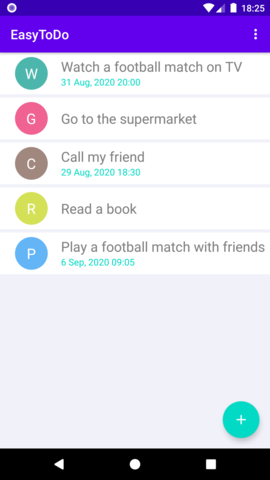 18:25
EasyToDo
W
Watch a football match on TV
31 Aug, 2020 20:00
G
Go to the supermarket
C
Call my friend
29 Aug, 2020 18:30
R
Read a book
P
Play a football match with friends
6 Sep, 2020 09:05
+